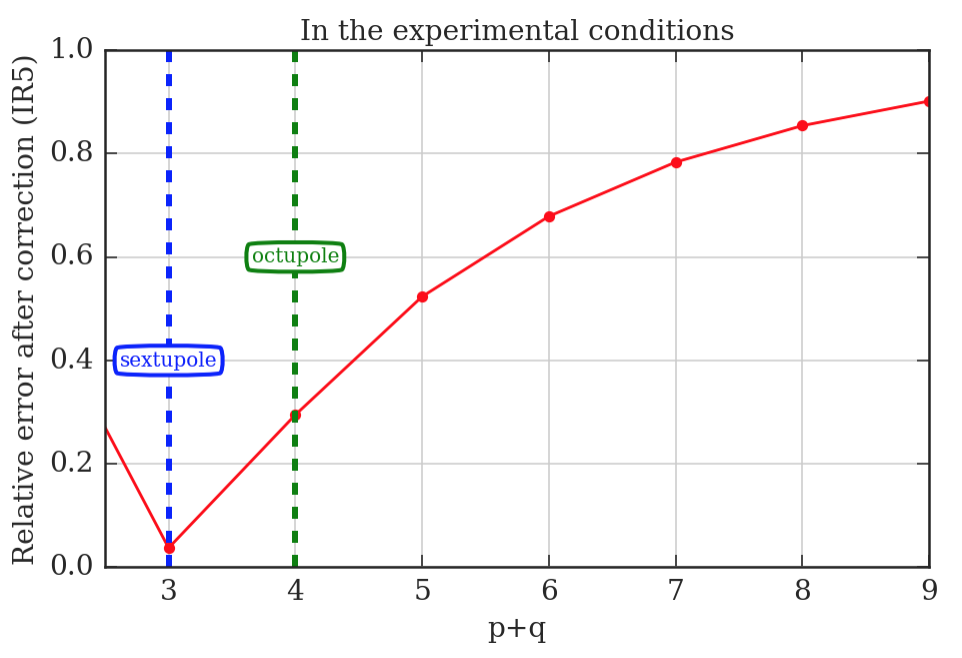 In the experimental conditions
Relative error after correction (IR5)
1.0
0.8
0.6
0.4
0.2
0.0
octupole
sextupole
3 4 5 6 7 8 9
p+q